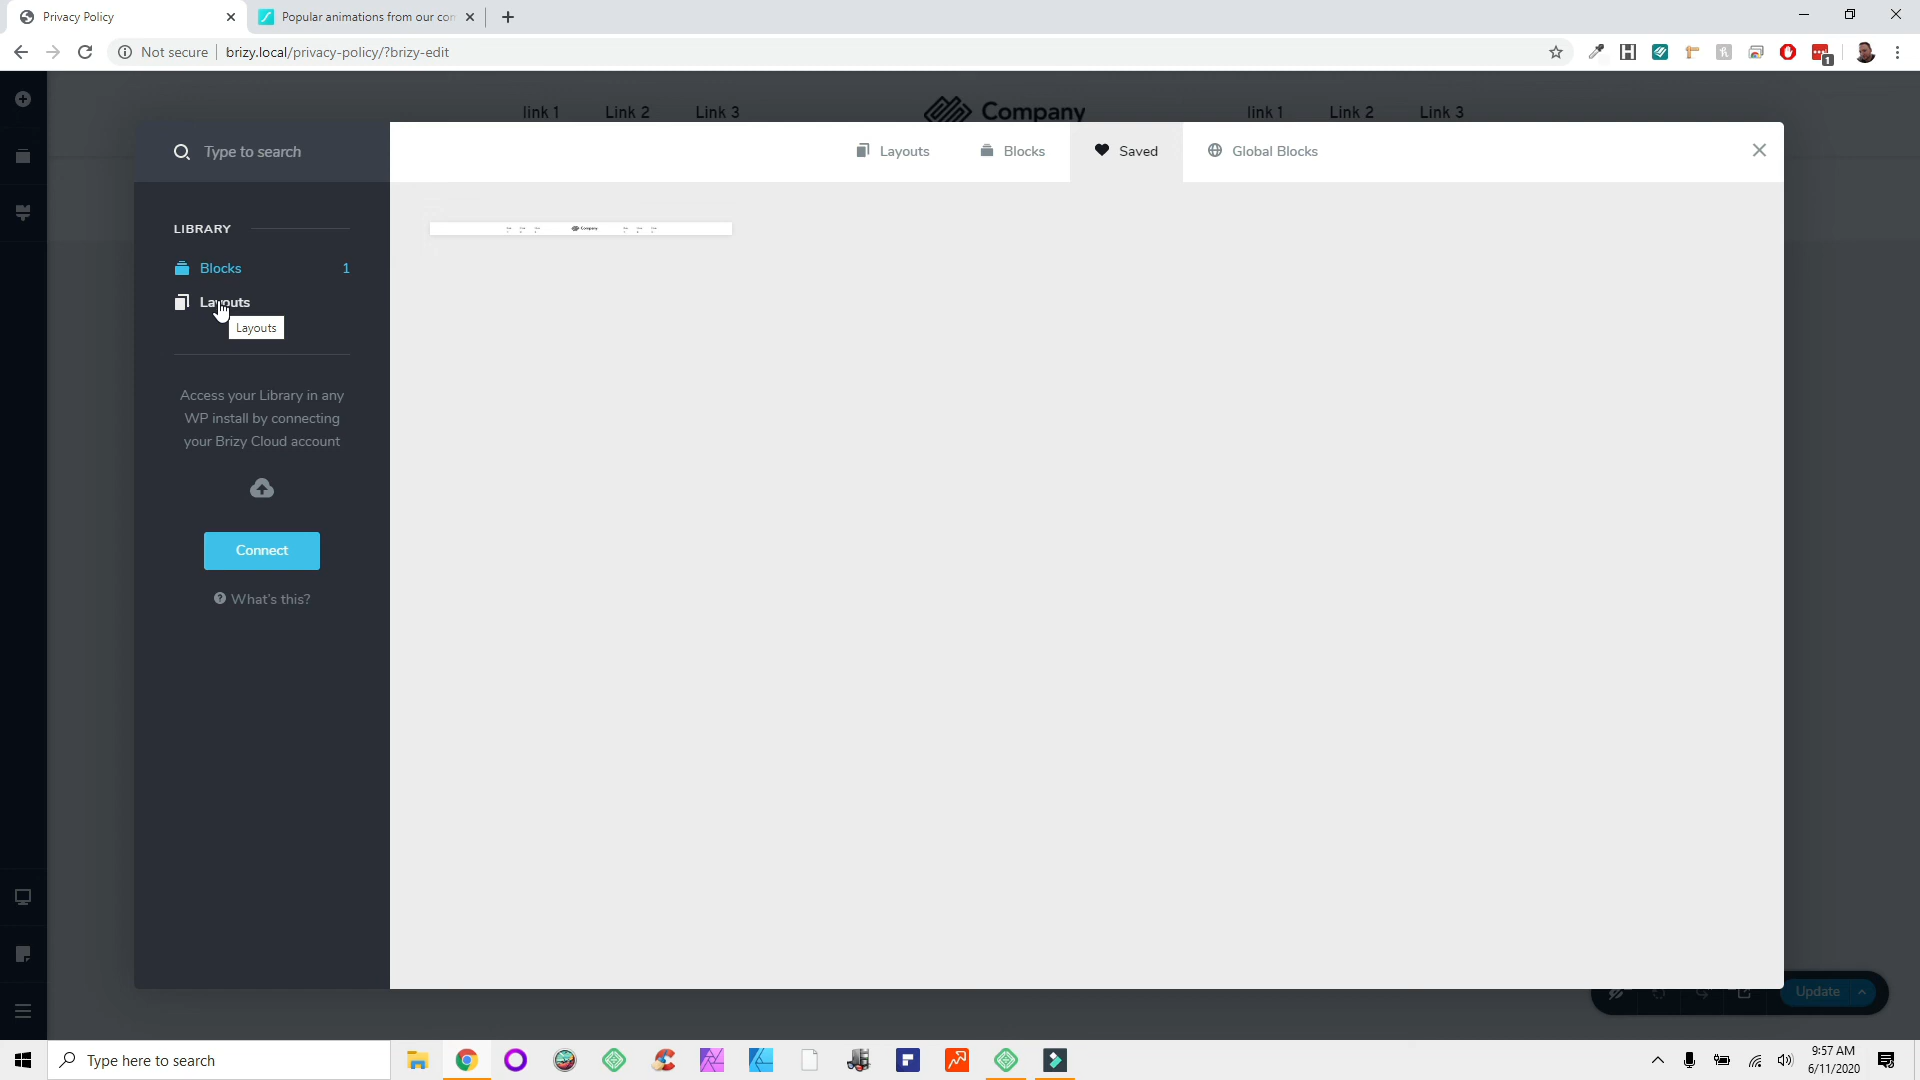 Privacy Policy
Popular animations from our con
Not secure
brizy.local/privacy-policy/?brizy-edit
1
link 1
Link 2
Link 3
Company
link 1
Link 2
Link 3
Type to search
Layouts
Blocks
Saved
Global Blocks
LIBRARY
Company
Blocks
1
Layouts
Layouts
Access your Library in any
WP install by connecting
your Brizy Cloud account
Connect
What's this?
Update
Type here to search
9:57 AM
6/11/2020